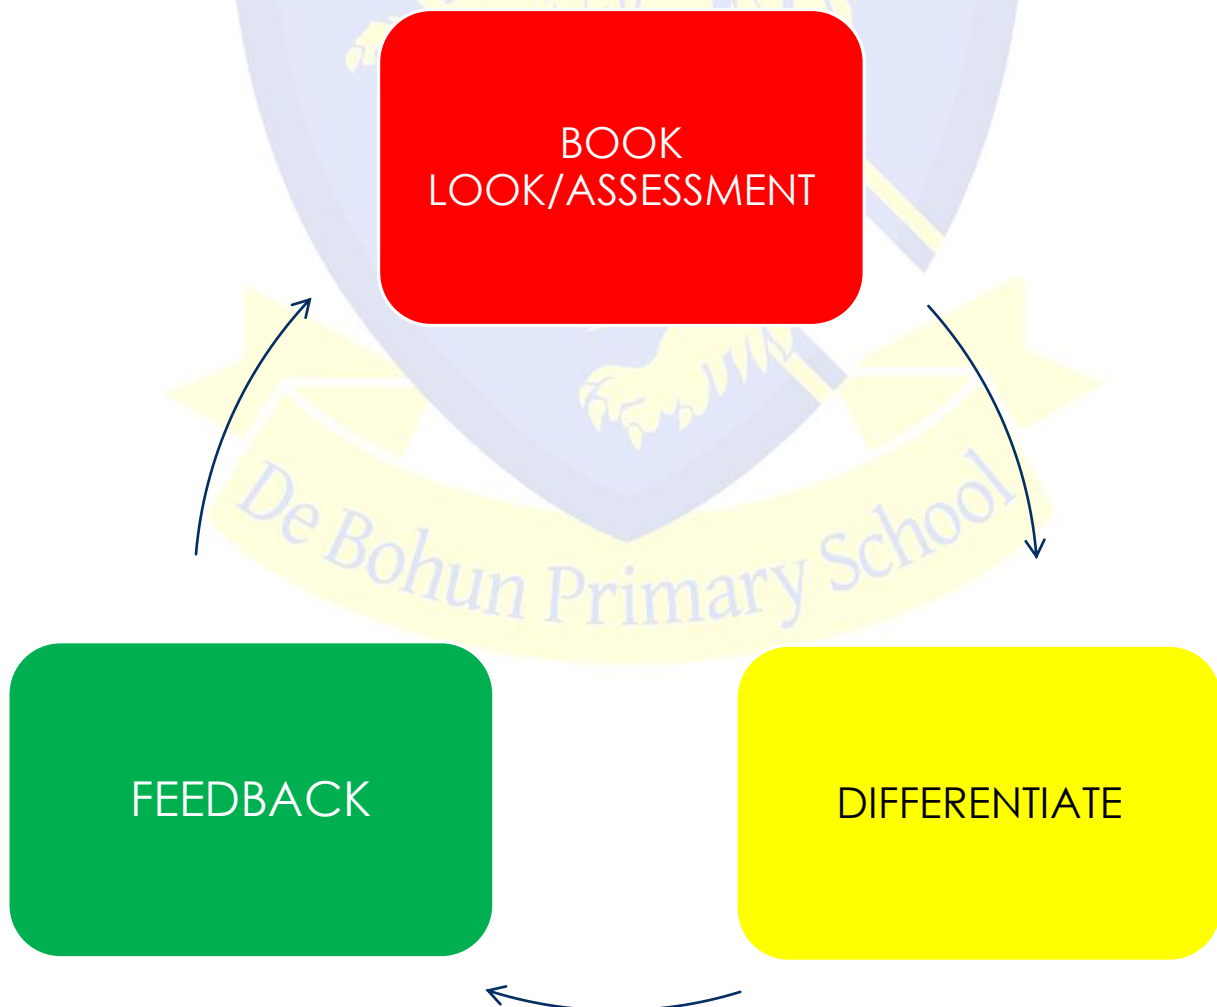 BOOK
LOOK/ASSESSMENT
De Bohun Primary School
FEEDBACK
DIFFERENTIATE